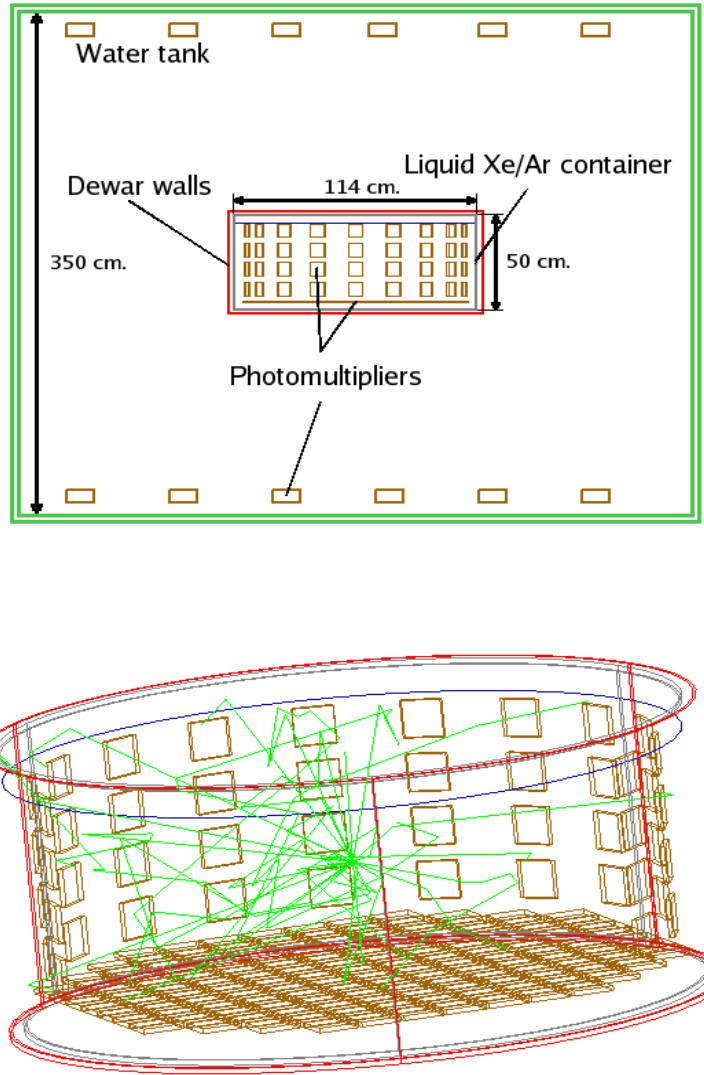 Water tank
Liquid Xe/Ar container
Dewar walls
114 cm.
350 cm.
50 cm.
Photomultipliers